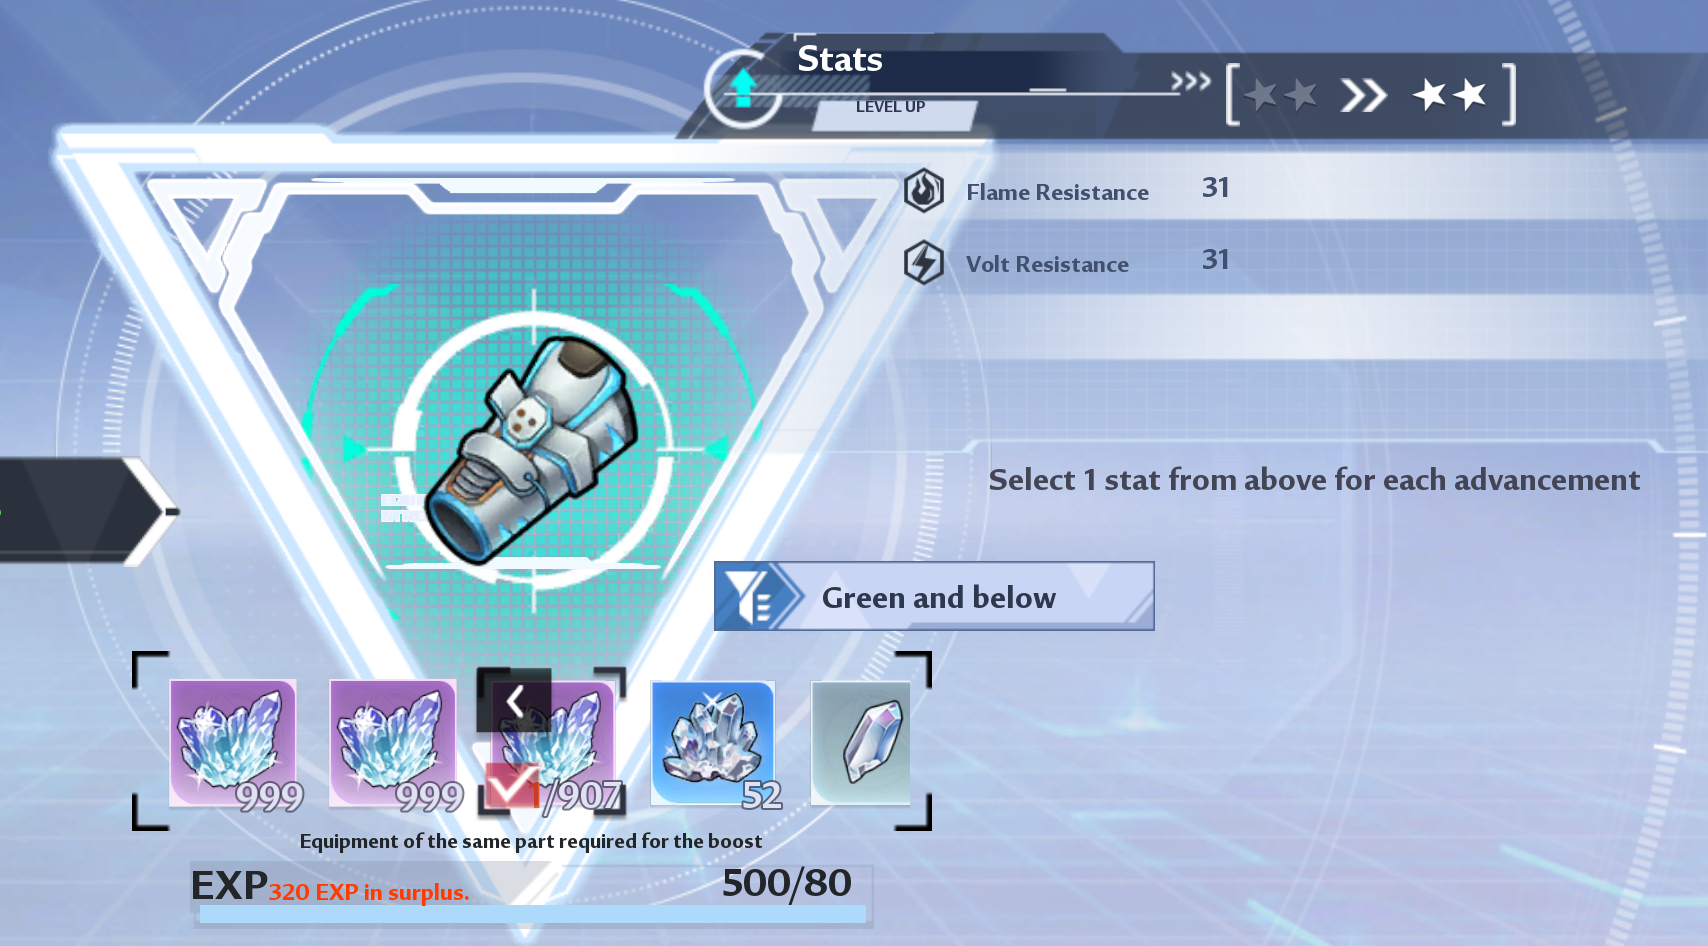 Stats
LEVEL UP
Flame Resistance 31
Volt Resistance 31
Select 1 stat from above for each advancement
Green and below
999 999 1/907 52
Equipment of the same part required for the boost
EXP 320 EXP in surplus. 500/80